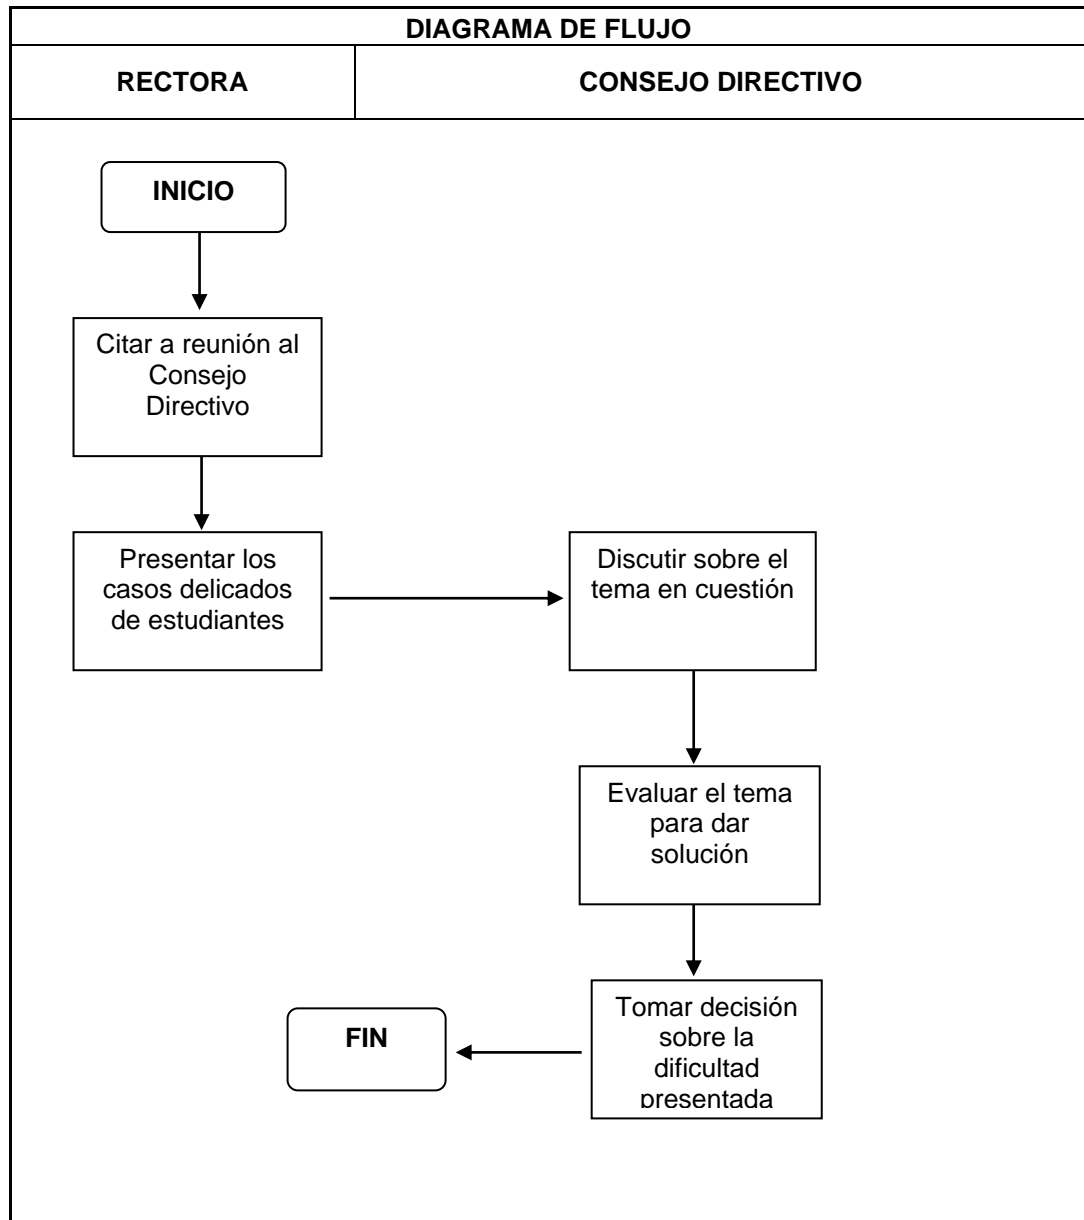 DIAGRAMA DE FLUJO
RECTORA
CONSEJO DIRECTIVO
INICIO
Citar a reunión al
Consejo
Directivo
Presentar los
casos delicados
de estudiantes
Discutir sobre el
tema en cuestión
Evaluar el tema
para dar
solución
Tomar decisión
sobre la
dificultad
presentada
FIN